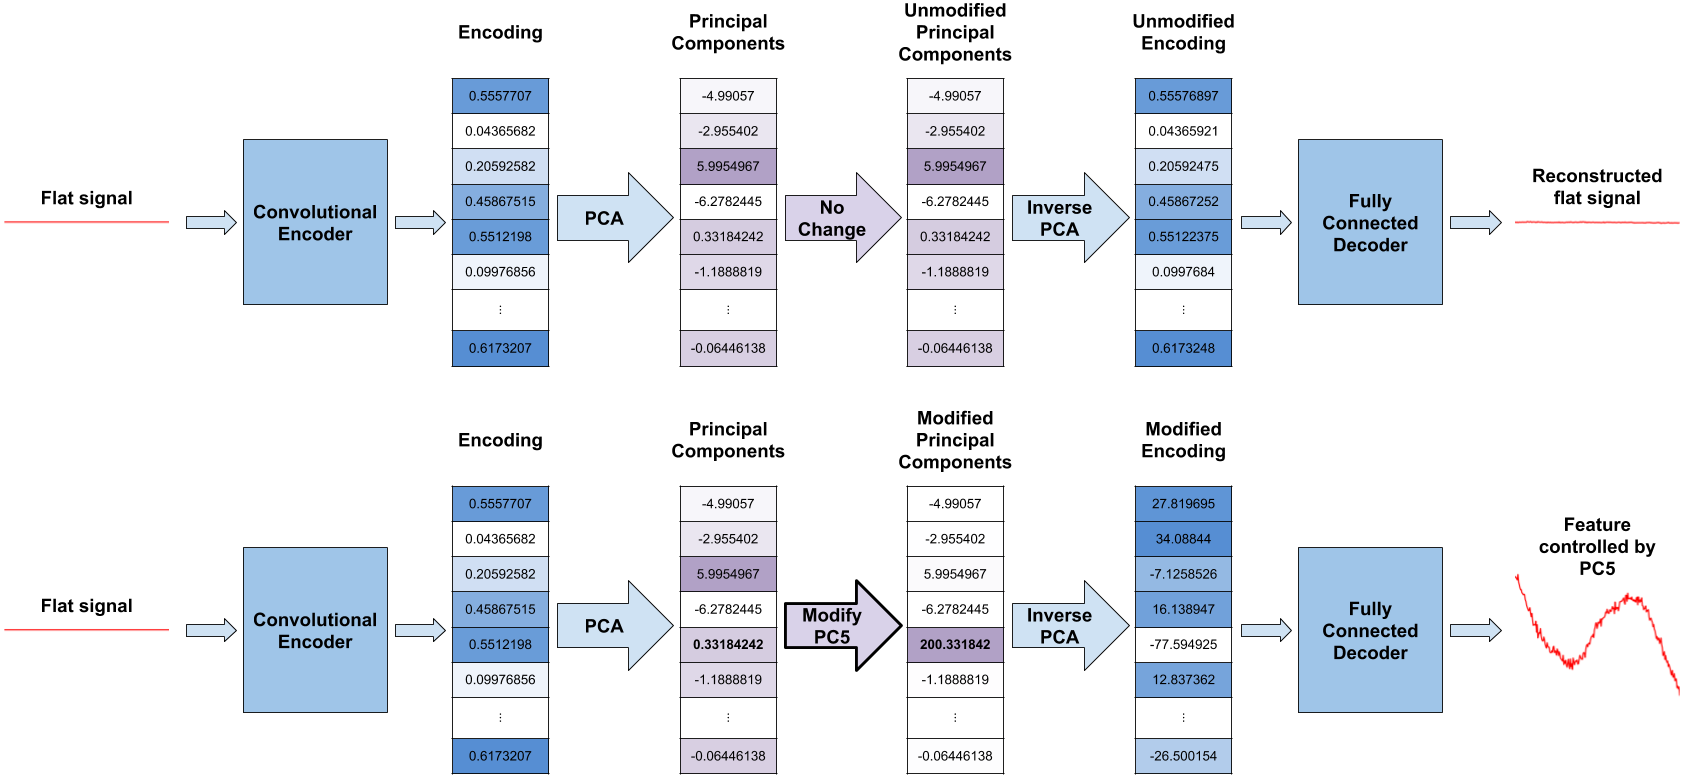 Encoding
Principal
Components
Unmodified
Principal
Components
Unmodified
Encoding
Flat signal
Convolutional
Encoder
0.5557707
0.04365682
0.20592582
0.45867515
0.5512198
0.09976856
⋮
0.6173207
PCA
-4.99057
-2.955402
5.9954967
-6.2782445
0.33184242
-1.1888819
⋮
-0.06446138
No
Change
-4.99057
-2.955402
5.9954967
-6.2782445
0.33184242
-1.1888819
⋮
-0.06446138
Inverse
PCA
0.55576897
0.04365921
0.20592475
0.45867252
0.55122375
0.0997684
⋮
0.6173248
Fully
Connected
Decoder
Reconstructed
flat signal
Encoding
Principal
Components
Modified
Principal
Components
Modified
Encoding
Flat signal
Convolutional
Encoder
0.5557707
0.04365682
0.20592582
0.45867515
0.5512198
0.09976856
⋮
0.6173207
PCA
-4.99057
-2.955402
5.9954967
-6.2782445
0.33184242
-1.1888819
⋮
-0.06446138
Modify
PC5
-4.99057
-2.955402
5.9954967
-6.2782445
200.331842
-1.1888819
⋮
-0.06446138
Inverse
PCA
27.819695
34.08844
-7.1258526
16.138947
-77.594925
12.837362
⋮
-26.500154
Fully
Connected
Decoder
Feature
controlled by
PC5